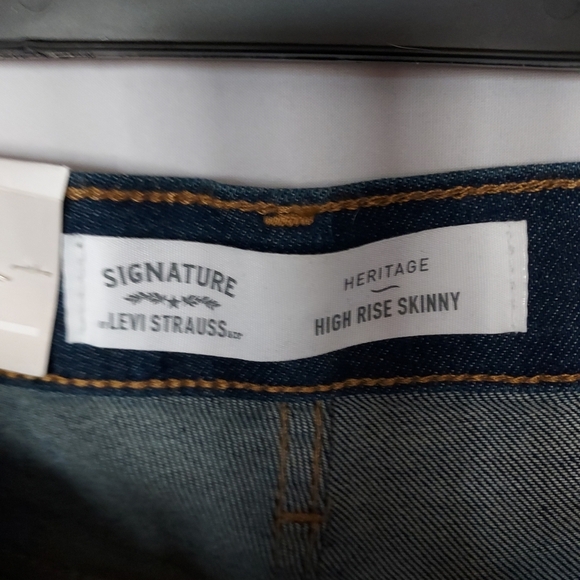 SIGNATURE
BY LEVI STRAUSS & CO.
HERITAGE
HIGH RISE SKINNY